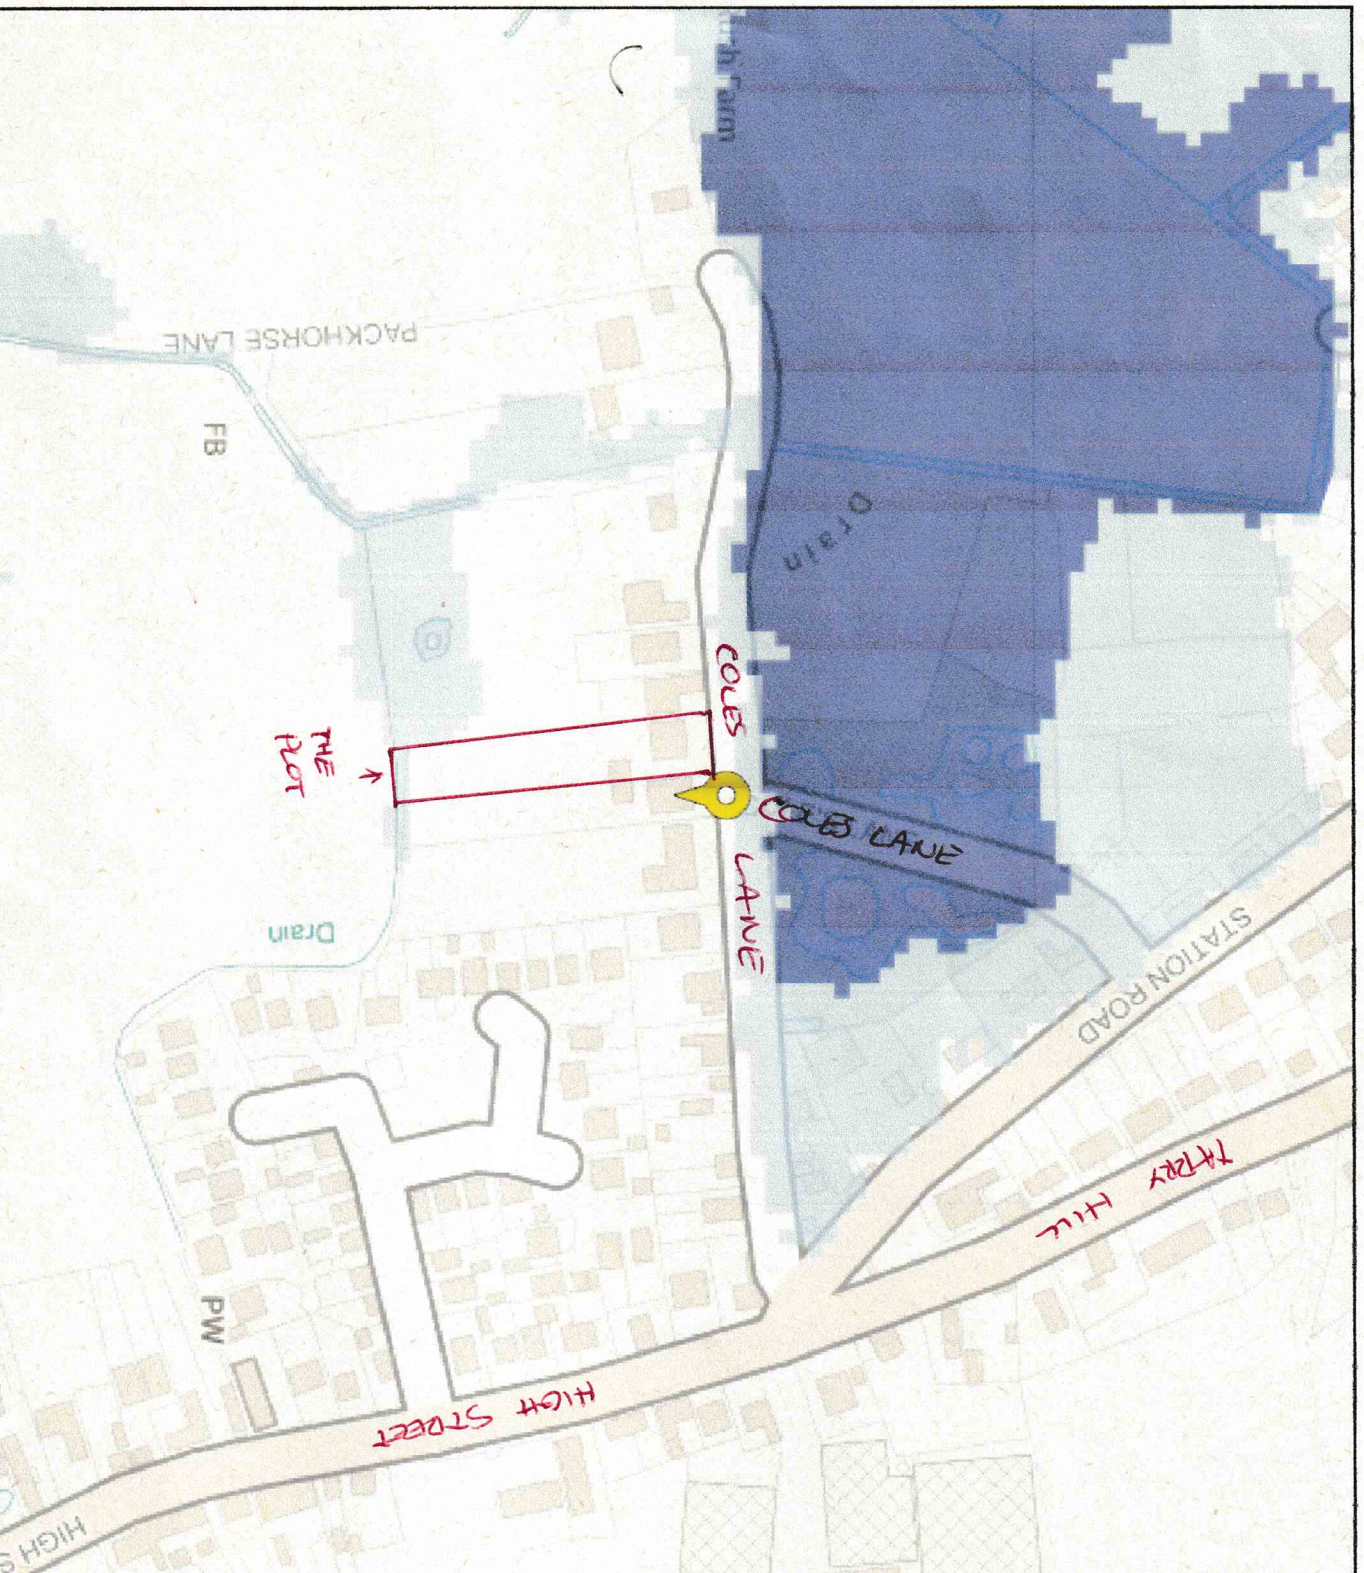 Drain
PACKHORSE LANE
FB
Drain
COLES
LANE
COLES LANE
THE
PLOT
Drain
STATION ROAD
TARRY HILL
PW
HIGH STREET
HIGH S